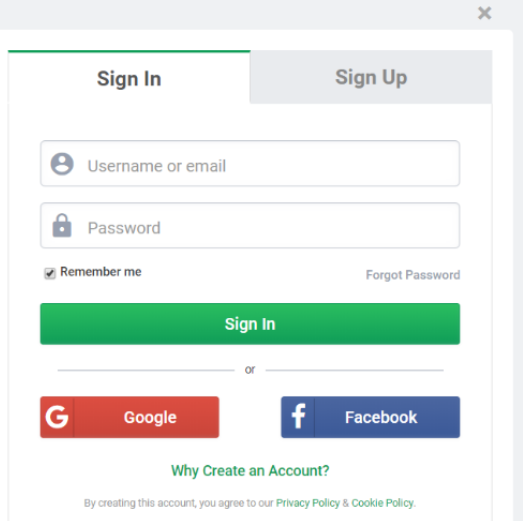 Sign In
Sign Up
Username or email
Password
Remember me
Forgot Password
Sign In
or
G Google
f Facebook
Why Create an Account?
By creating this account, you agree to our Privacy Policy & Cookie Policy.